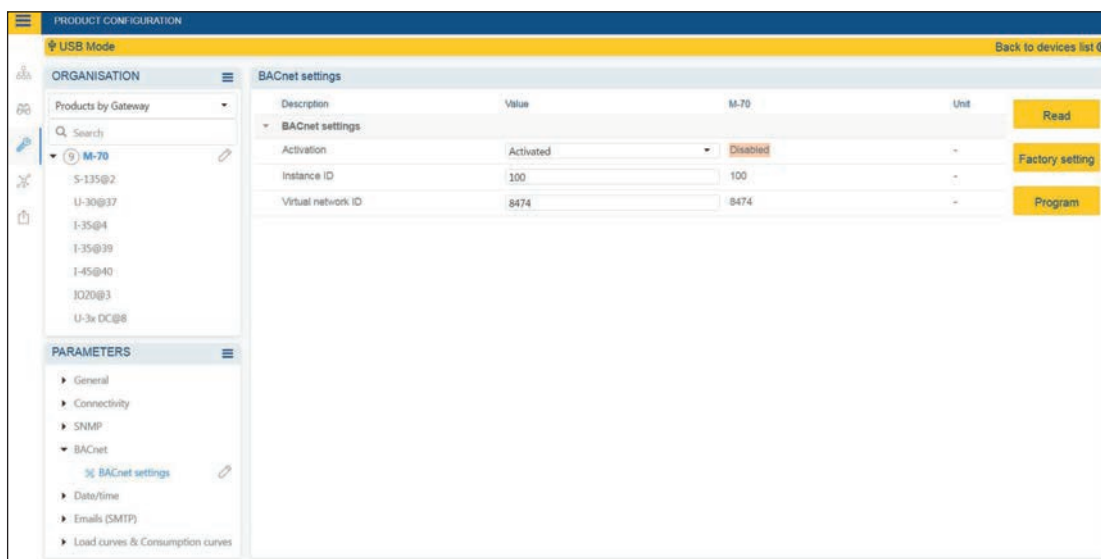 PRODUCT CONFIGURATION
USB Mode
Back to devices list
ORGANISATION
Products by Gateway
Search
9 M-70
S-135@2
U-30@37
I-35@4
I-35@39
I-45@40
IO20@3
U-3x DC@8
PARAMETERS
General
Connectivity
SNMP
BACnet
BACnet settings
Date/time
Emails (SMTP)
Load curves & Consumption curves
BACnet settings
Description Value M-70 Unit
BACnet settings
Activation Activated Disabled -
Instance ID 100 100 -
Virtual network ID 8474 8474 -
Read
Factory setting
Program